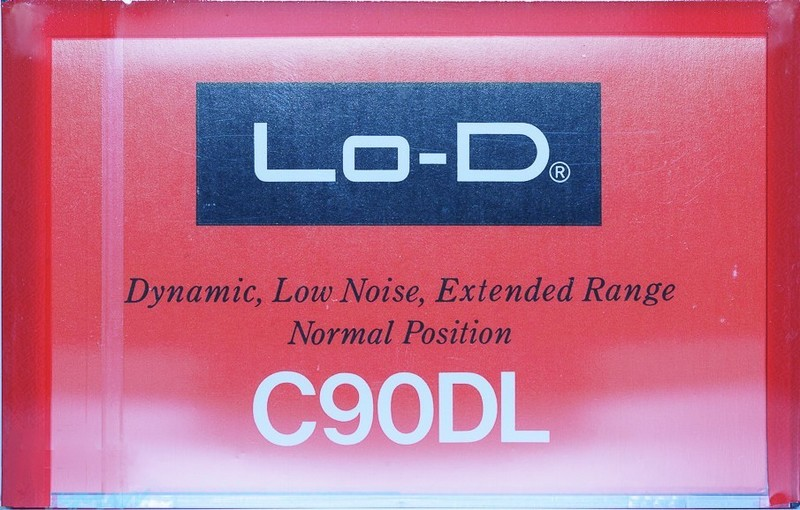 Lo-D®
Dynamic, Low Noise, Extended Range
Normal Position
C90DL